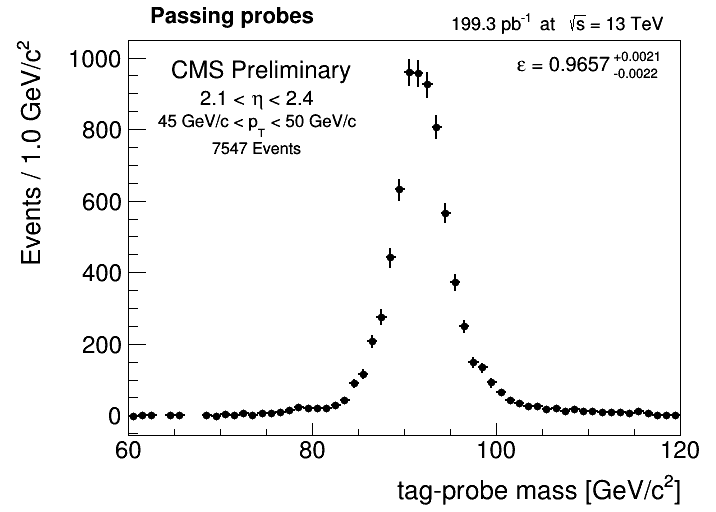 Passing probes
199.3 pb⁻¹ at √s = 13 TeV
CMS Preliminary
ε = 0.9657 +0.0021 -0.0022
2.1 < η < 2.4
45 GeV/c < p_T < 50 GeV/c
7547 Events
Events / 1.0 GeV/c²
1000
800
600
400
200
0
60 80 100 120
tag-probe mass [GeV/c²]